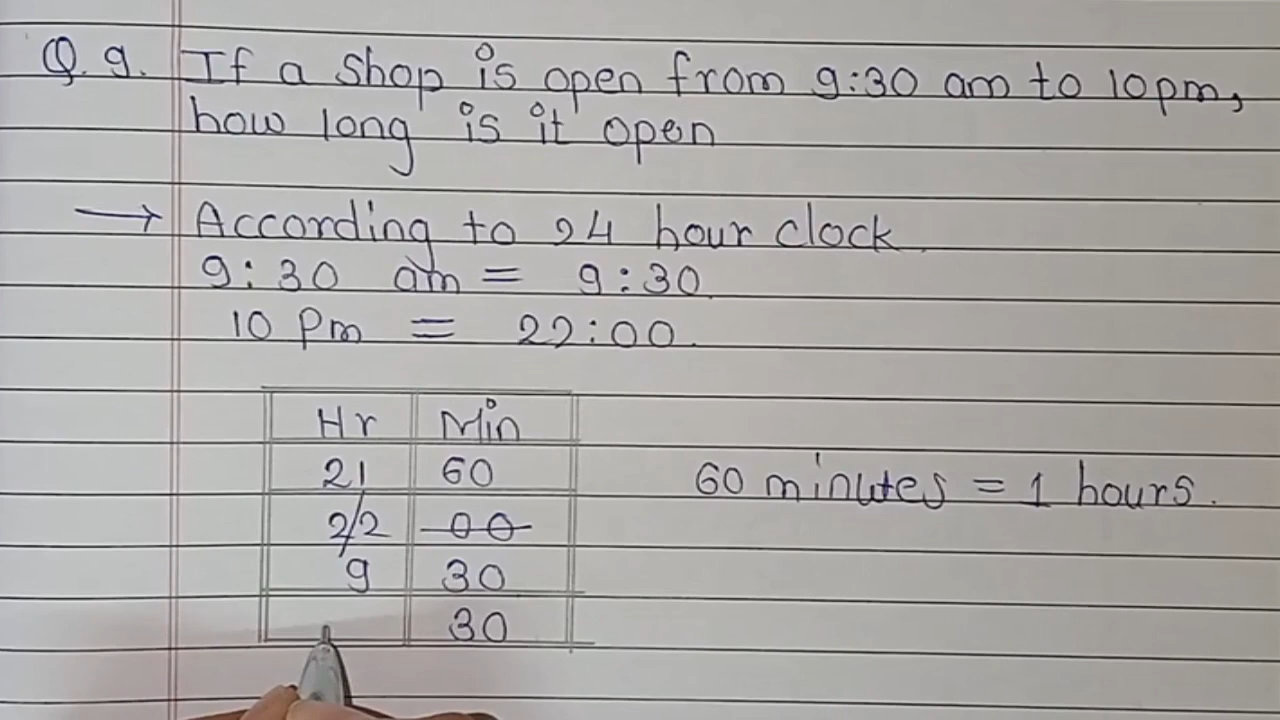 Q. 9. If a shop is open from 9:30 am to 10pm,
how long is it open
→ According to 24 hour clock.
9:30 am = 9:30.
10 Pm = 22:00.
Hr Min
21 60
22 00
9 30
30
60 minutes = 1 hours.